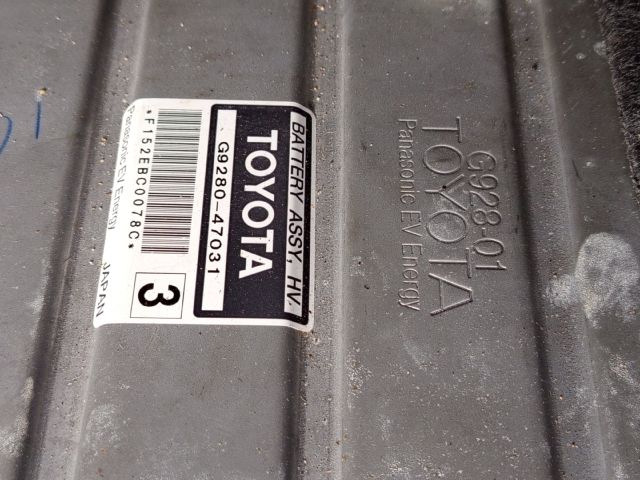 BATTERY ASSY, HV.
TOYOTA
G9280-47031
*F152EBC0078C*
3
Panasonic EV Energy
JAPAN
G928-01
TOYOTA
Panasonic EV Energy